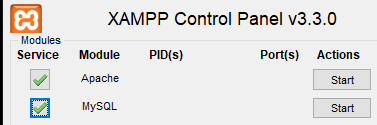 XAMPP Control Panel v3.3.0
Modules
Service Module PID(s) Port(s) Actions
Apache Start
MySQL Start